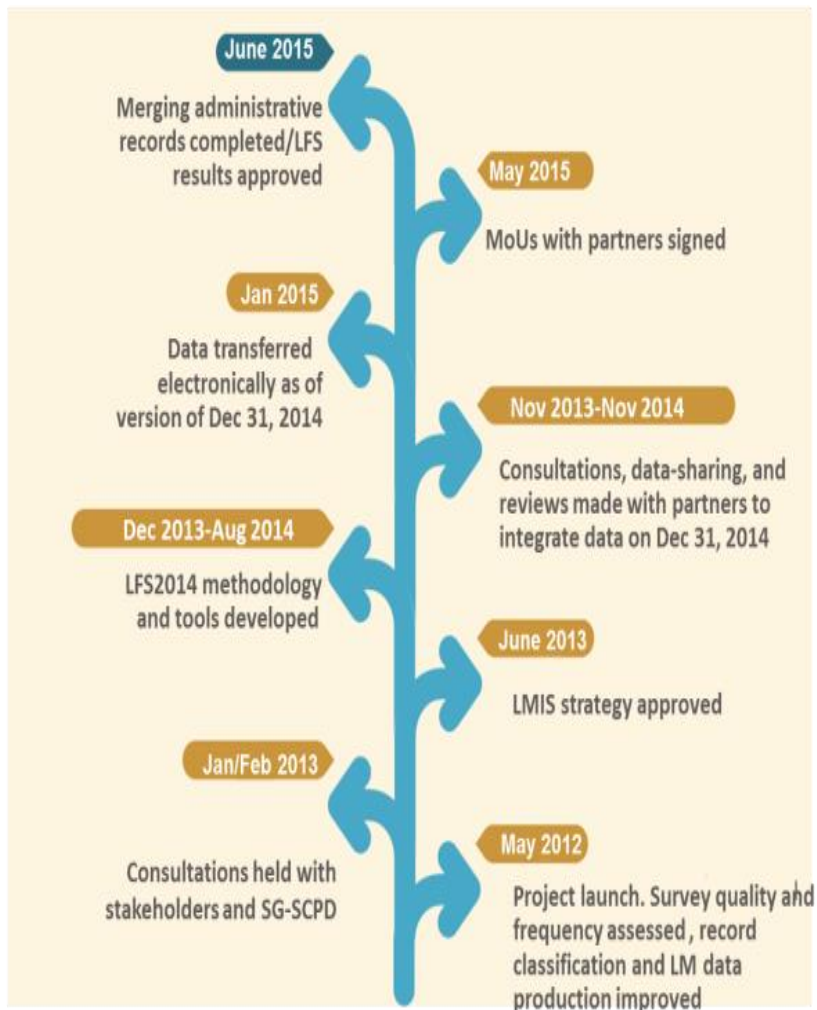 June 2015
Merging administrative
records completed/LFS
results approved
May 2015
MoUs with partners signed
Jan 2015
Data transferred
electronically as of
version of Dec 31, 2014
Nov 2013-Nov 2014
Consultations, data-sharing, and
reviews made with partners to
integrate data on Dec 31, 2014
Dec 2013-Aug 2014
LFS2014 methodology
and tools developed
June 2013
LMIS strategy approved
Jan/Feb 2013
Consultations held with
stakeholders and SG-SCPD
May 2012
Project launch. Survey quality and
frequency assessed , record
classification and LM data
production improved